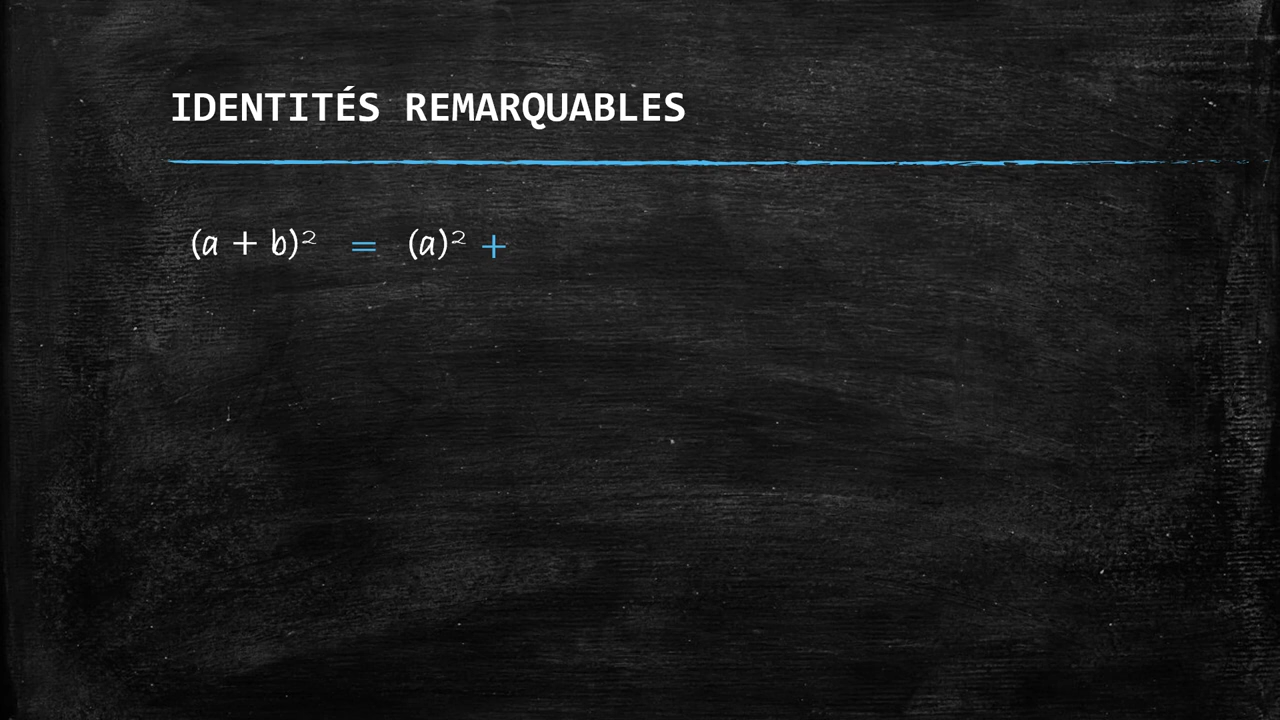 IDENTITÉS REMARQUABLES
(a + b)² = (a)² +